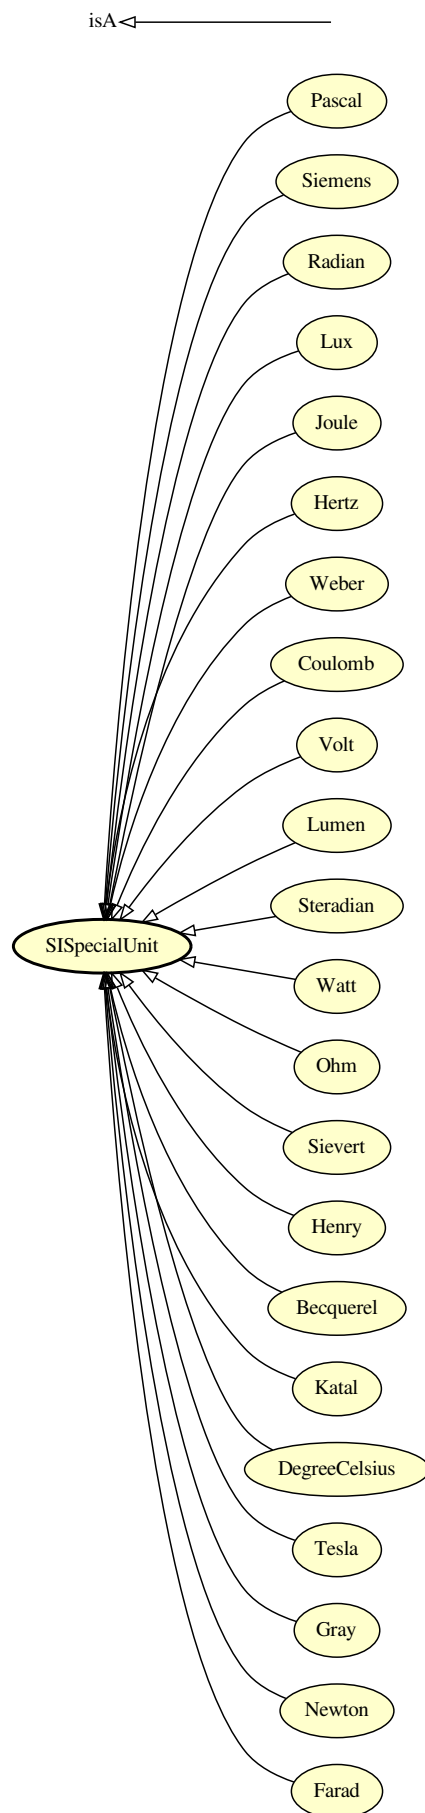 isA
Pascal
Siemens
Radian
Lux
Joule
Hertz
Weber
Coulomb
Volt
Lumen
Steradian
SISpecialUnit
Watt
Ohm
Sievert
Henry
Becquerel
Katal
DegreeCelsius
Tesla
Gray
Newton
Farad